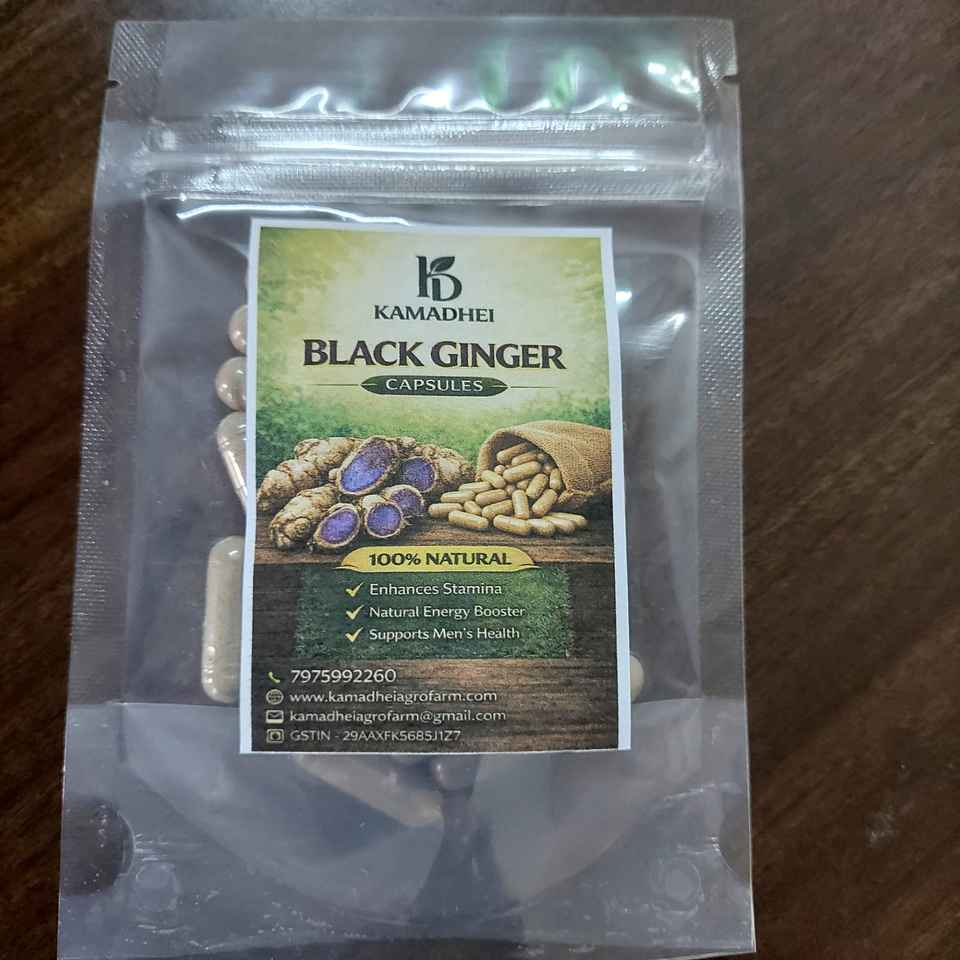 KD
KAMADHEI
BLACK GINGER
CAPSULES
100% NATURAL
Enhances Stamina
Natural Energy Booster
Supports Men's Health
7975992260
www.kamadheiagrofarm.com
kamadheiagrofarm@gmail.com
GSTIN - 29AAXFK5685J1Z7